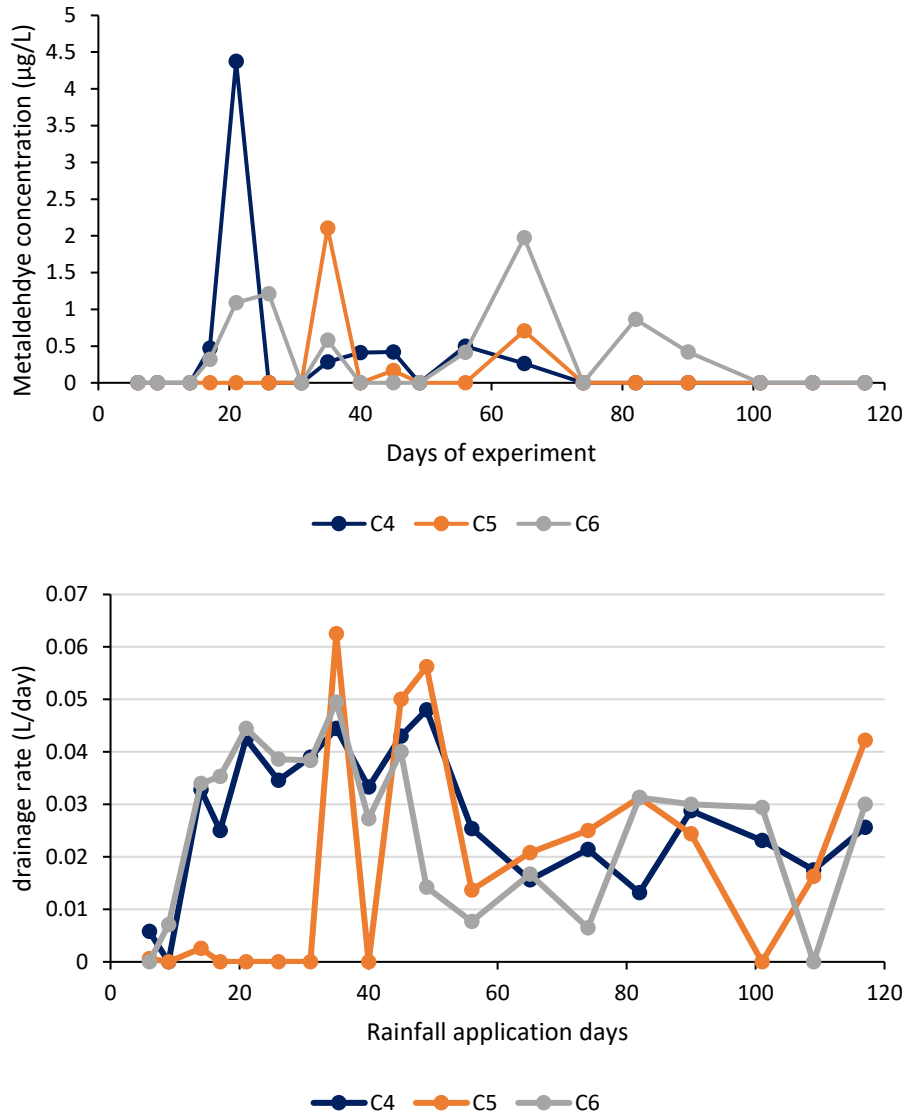 Metaldehdye concentration (µg/L)
5
4.5
4
3.5
3
2.5
2
1.5
1
0.5
0
0 20 40 60 80 100 120
Days of experiment
C4 C5 C6
drainage rate (L/day)
0.07
0.06
0.05
0.04
0.03
0.02
0.01
0
0 20 40 60 80 100 120
Rainfall application days
C4 C5 C6